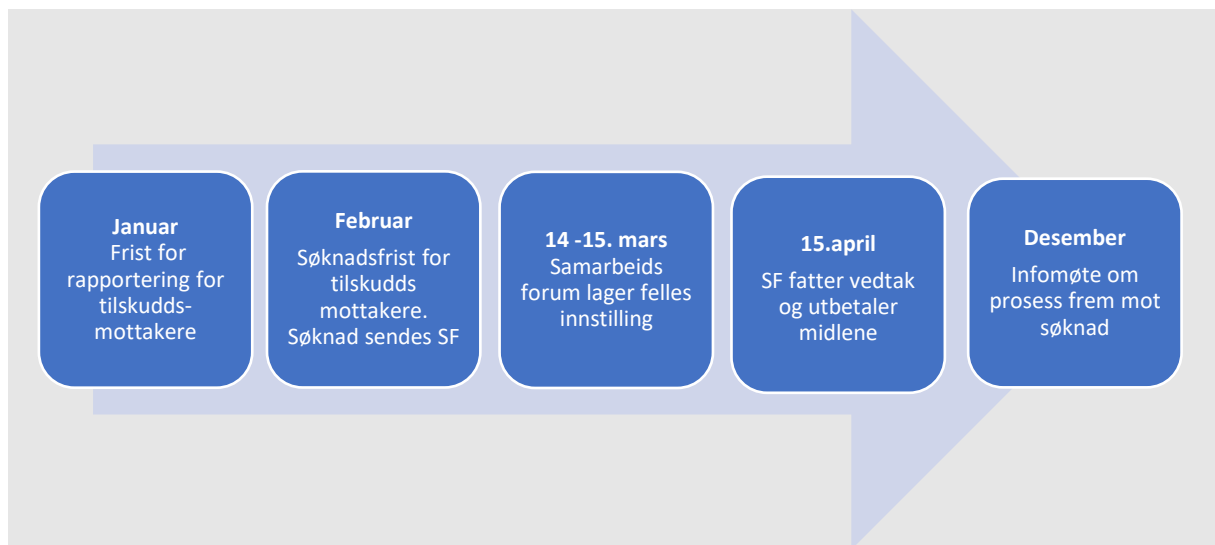 Januar
Frist for
rapportering for
tilskudds-
mottakere
Februar
Søknadsfrist for
tilskudds
mottakere.
Søknad sendes SF
14 -15. mars
Samarbeids
forum lager felles
innstilling
15.april
SF fatter vedtak
og utbetaler
midlene
Desember
Infomøte om
prosess frem mot
søknad